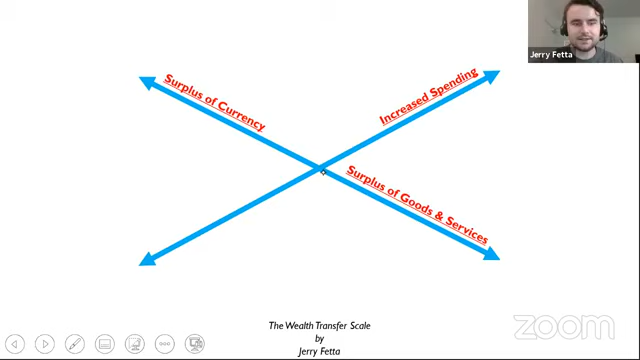 Jerry Fetta
Surplus of Currency
Increased Spending
Surplus of Goods & Services
The Wealth Transfer Scale
by
Jerry Fetta
zoom